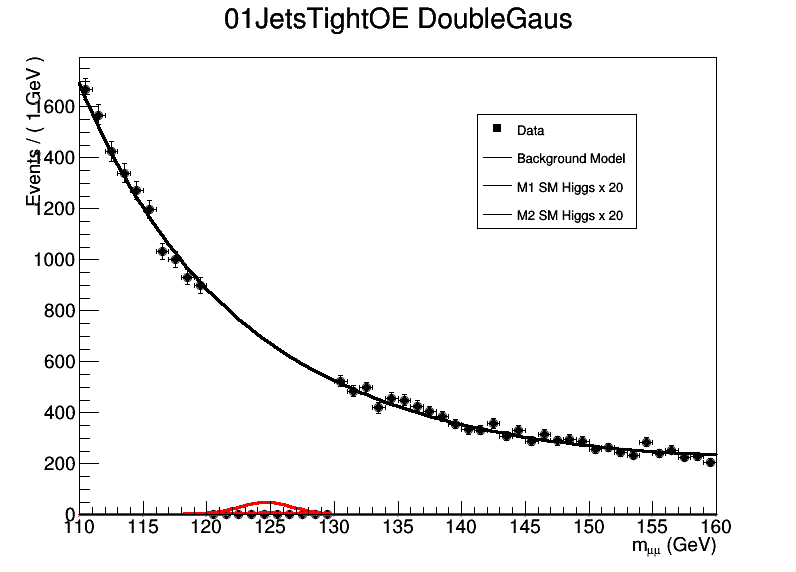 01JetsTightOE DoubleGaus
Events / ( 1 GeV )
1600
1400
1200
1000
800
600
400
200
0
Data
Background Model
M1 SM Higgs x 20
M2 SM Higgs x 20
110 115 120 125 130 135 140 145 150 155 160
mμμ (GeV)